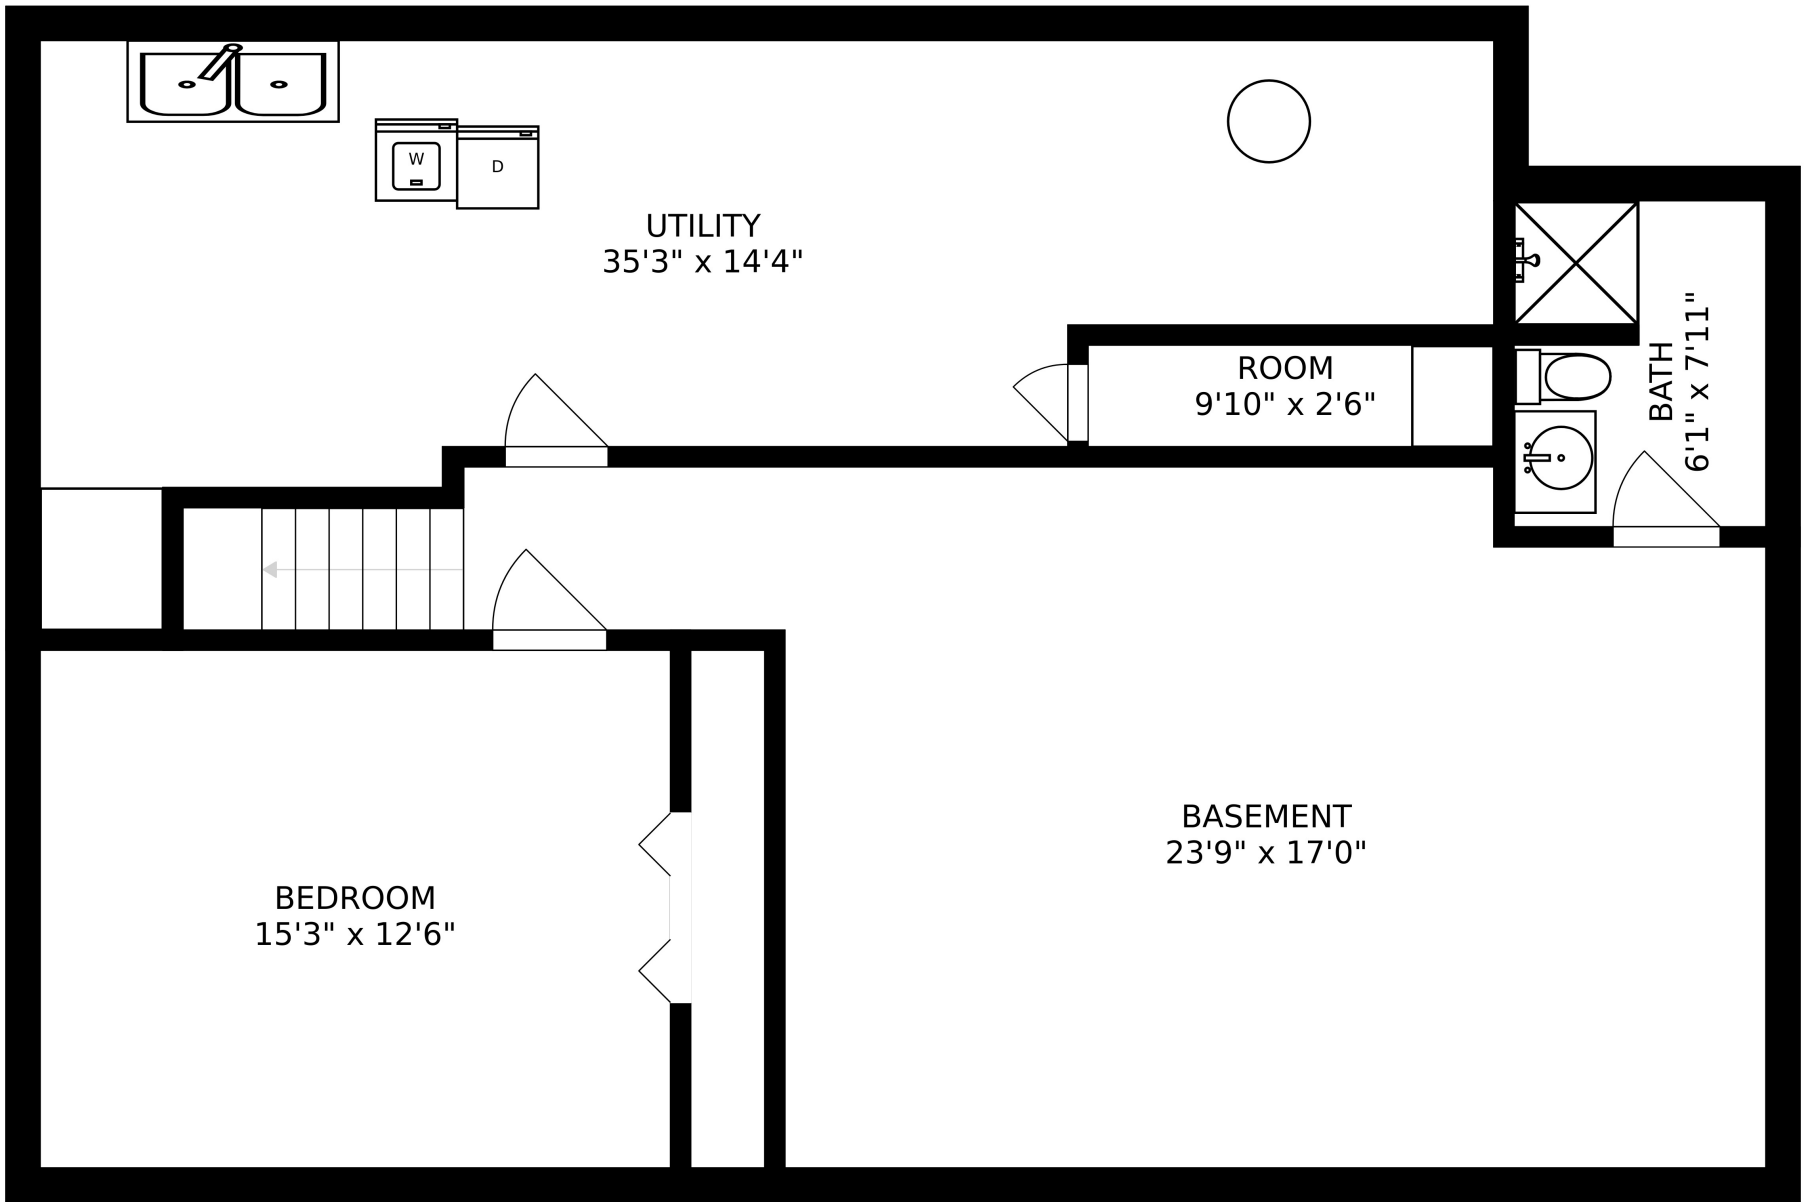 W
D
UTILITY
35'3" x 14'4"
ROOM
9'10" x 2'6"
BATH
6'1" x 7'11"
BASEMENT
23'9" x 17'0"
BEDROOM
15'3" x 12'6"